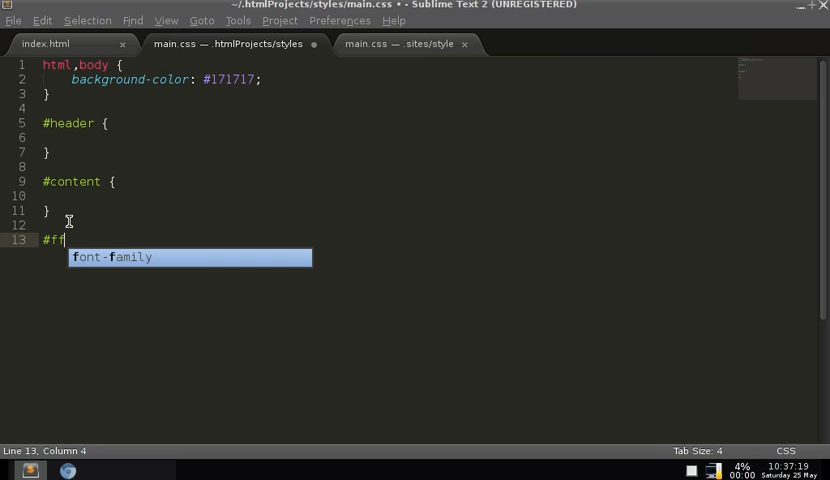 ~/.htmlProjects/styles/main.css • - Sublime Text 2 (UNREGISTERED)
File Edit Selection Find View Goto Tools Project Preferences Help
index.html × main.css — .htmlProjects/styles • main.css — .sites/style ×
1 html,body {
2 background-color: #171717;
3 }
4
5 #header {
6
7 }
8
9 #content {
10
11 }
12
13 #ff
font-family
Line 13, Column 4 Tab Size: 4 CSS
4% 10:37:19
00:00 Saturday 25 May